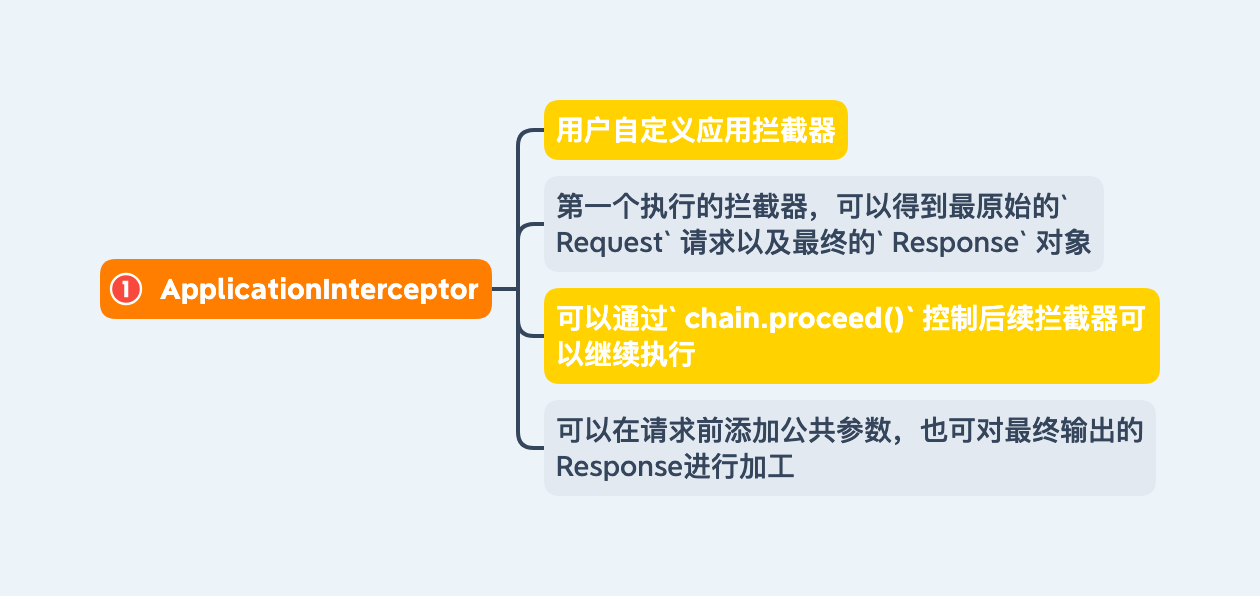 ① ApplicationInterceptor
用户自定义应用拦截器
第一个执行的拦截器，可以得到最原始的`
Request` 请求以及最终的` Response` 对象
可以通过` chain.proceed()` 控制后续拦截器可
以继续执行
可以在请求前添加公共参数，也可对最终输出的
Response进行加工